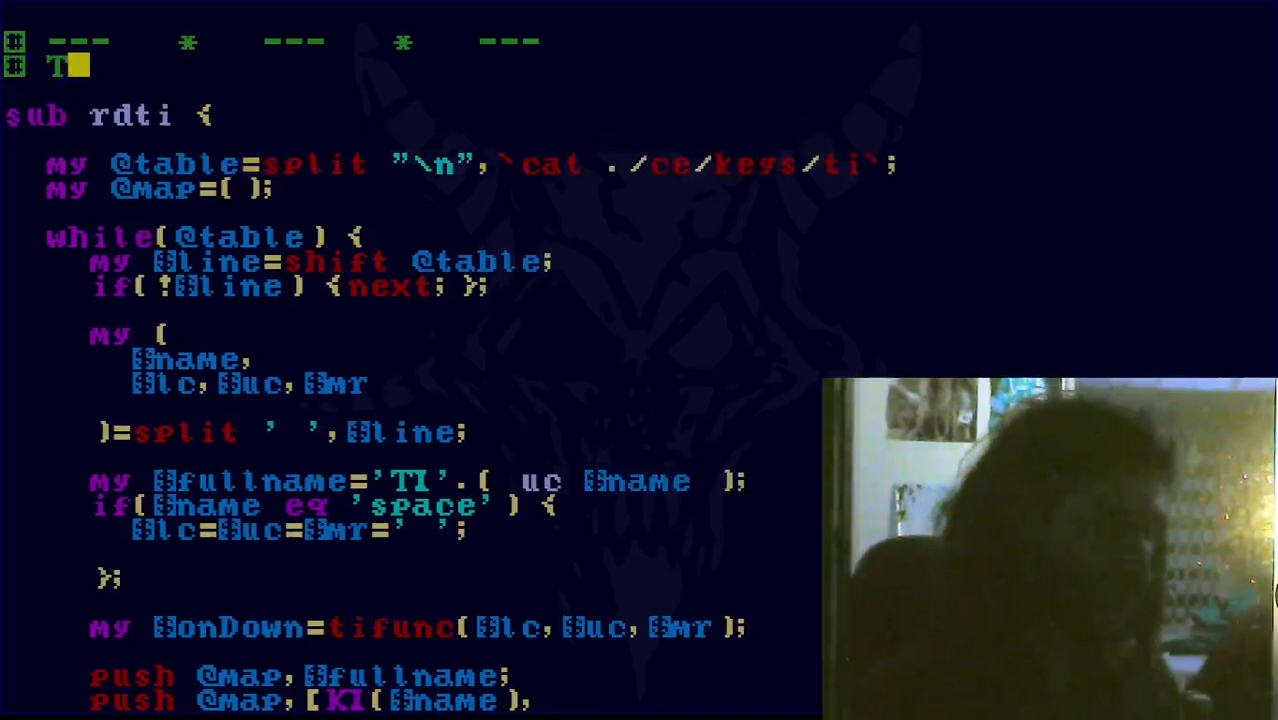 # ---   *   ---   *   ---
# T
sub rdti {
my @table=split "\n",`cat ./ce/keys/ti`;
my @map=( );
while(@table) {
my $line=shift @table;
if(!$line) {next; };
my (
$name,
$lc,$uc,$mr
)=split ' ',$line;
my $fullname='TI'.( uc $name );
if($name eq 'space') {
$lc=$uc=$mr=' ';
};
my $onDown=tifunc($lc,$uc,$mr);
push @map,$fullname;
push @map,[KI($name),